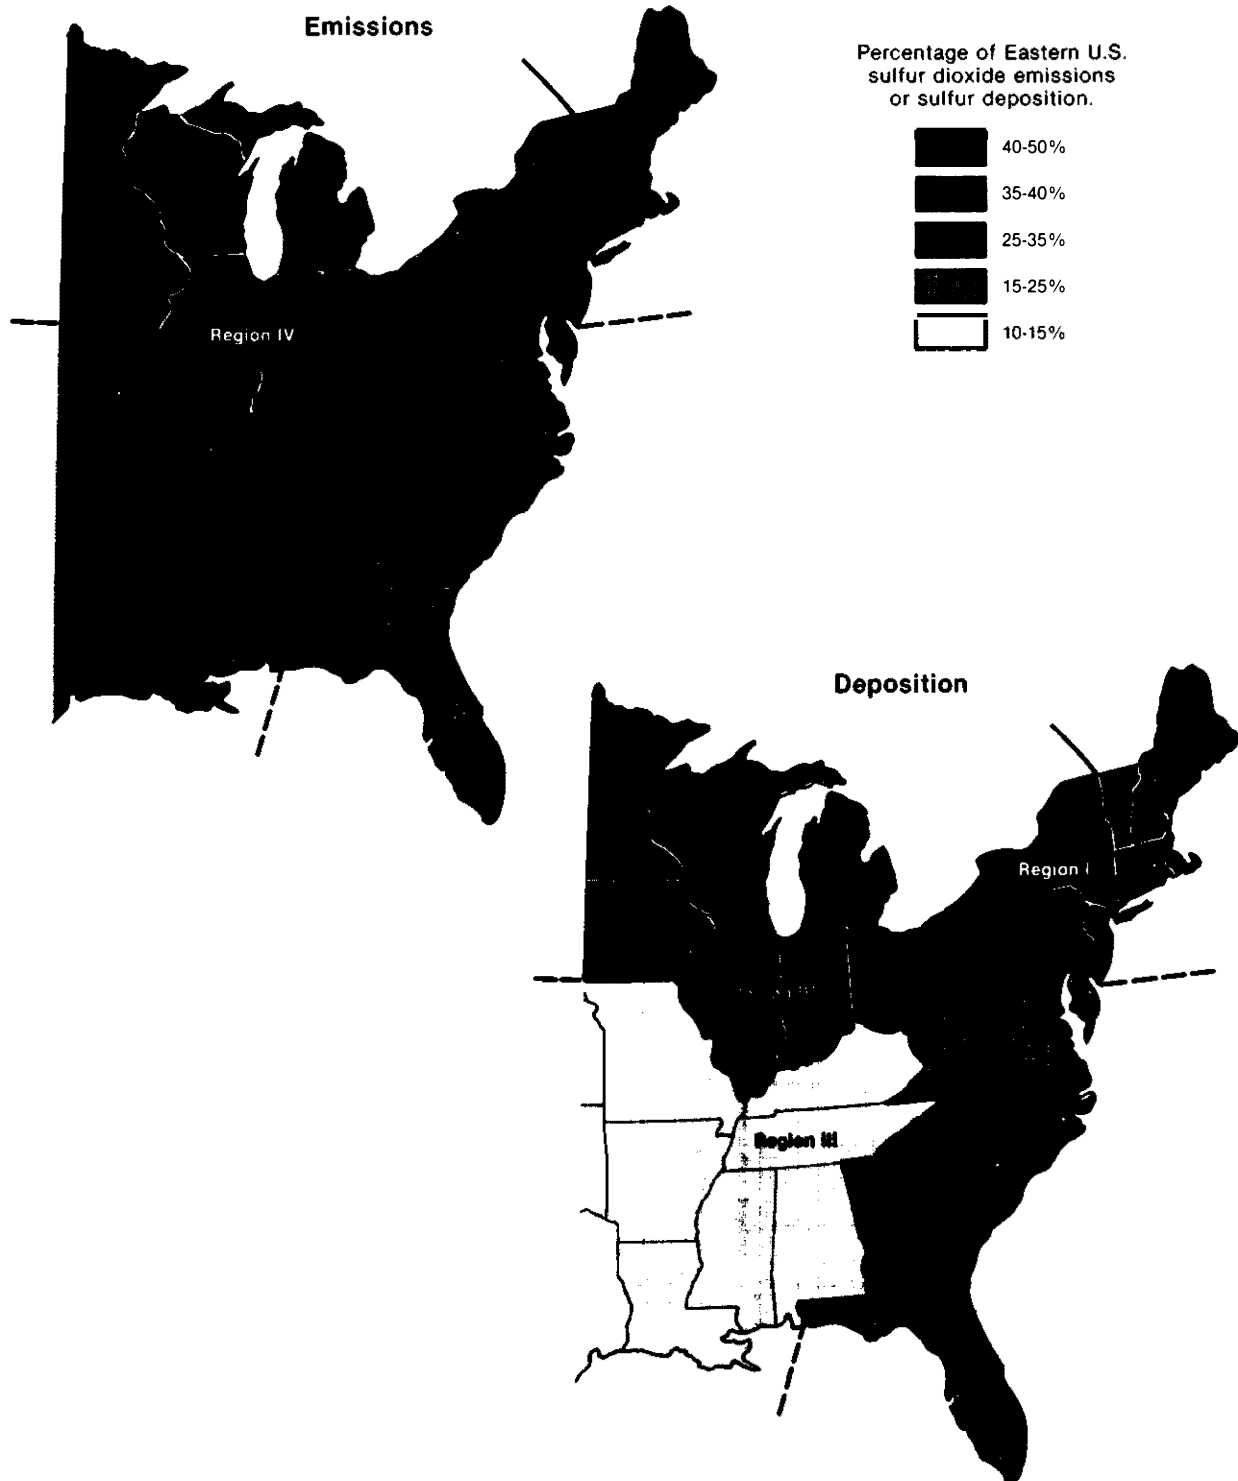 Emissions
Percentage of Eastern U.S.
sulfur dioxide emissions
or sulfur deposition.
40-50%
35-40%
25-35%
15-25%
10-15%
Region IV
Deposition
Region I
Region III